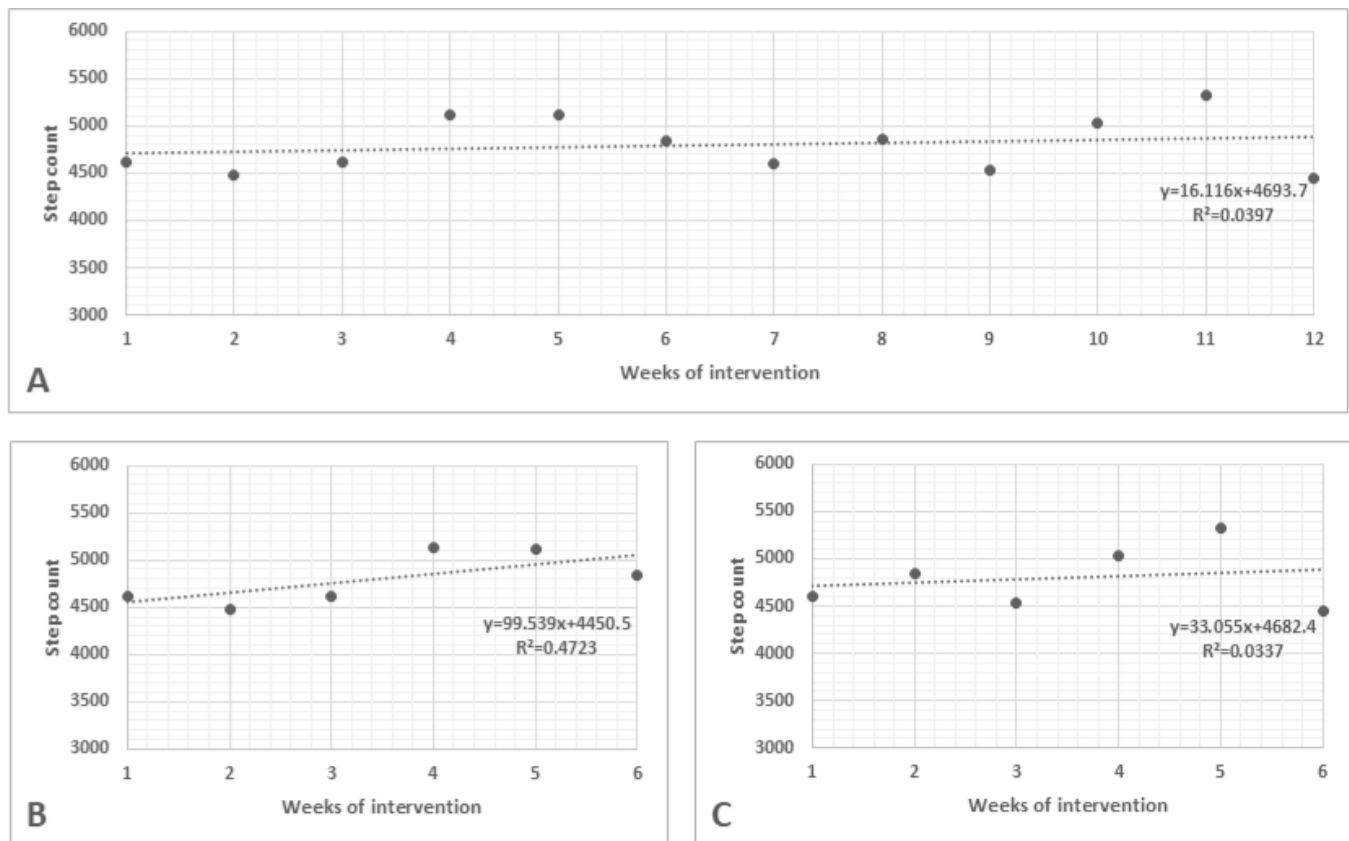 6000
5500
5000
4500
4000
3500
3000
Step count
1 2 3 4 5 6 7 8 9 10 11 12
Weeks of intervention
y=16.116x+4693.7
R²=0.0397
A
6000
5500
5000
4500
4000
3500
3000
Step count
1 2 3 4 5 6
Weeks of intervention
y=99.539x+4450.5
R²=0.4723
B
6000
5500
5000
4500
4000
3500
3000
Step count
1 2 3 4 5 6
Weeks of intervention
y=33.055x+4682.4
R²=0.0337
C